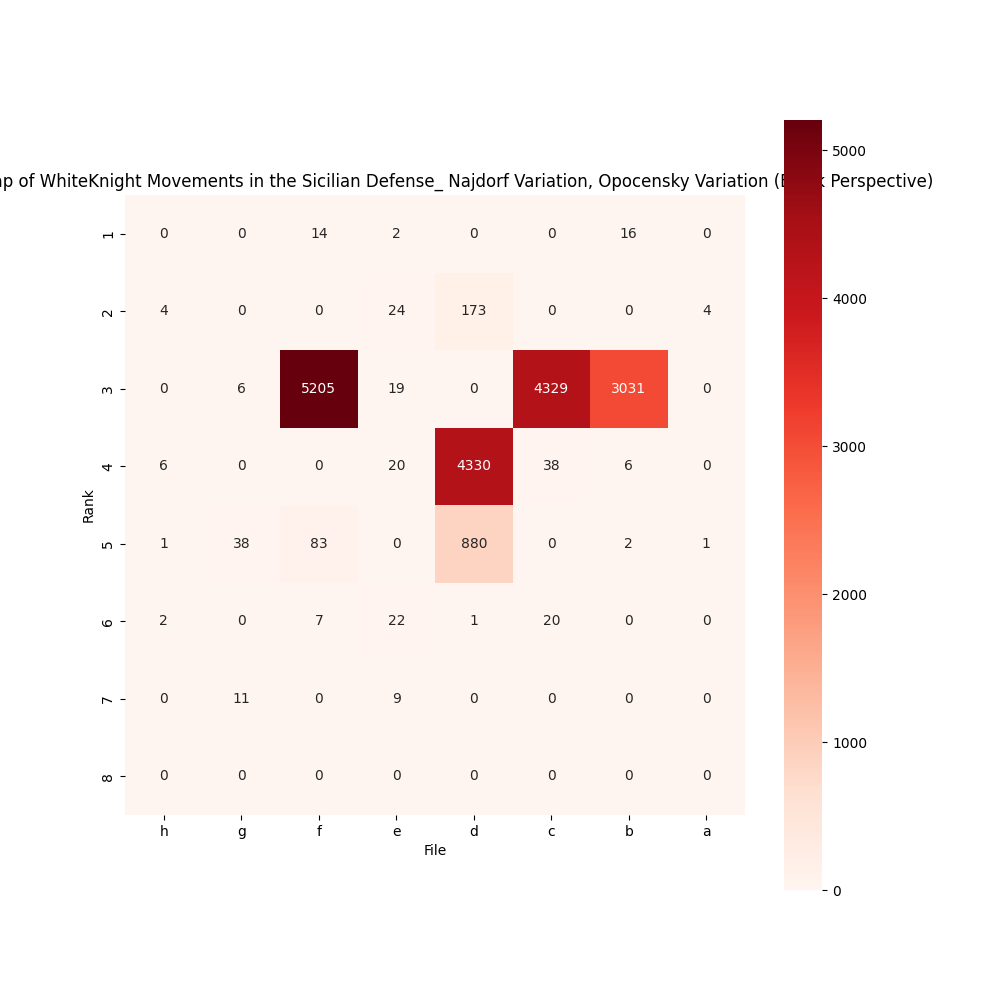 of WhiteKnight Movements in the Sicilian Defense_ Najdorf Variation, Opocensky Variation Perspective)
5000
4000
3000
2000
1000
0
Rank
1 0 0 14 2 0 0 16 0
2 4 0 0 24 173 0 0 4
3 0 6 5205 19 0 4329 3031 0
4 6 0 0 20 4330 38 6 0
5 1 38 83 0 880 0 2 1
6 2 0 7 22 1 20 0 0
7 0 11 0 9 0 0 0 0
8 0 0 0 0 0 0 0 0
h g f e d c b a
File